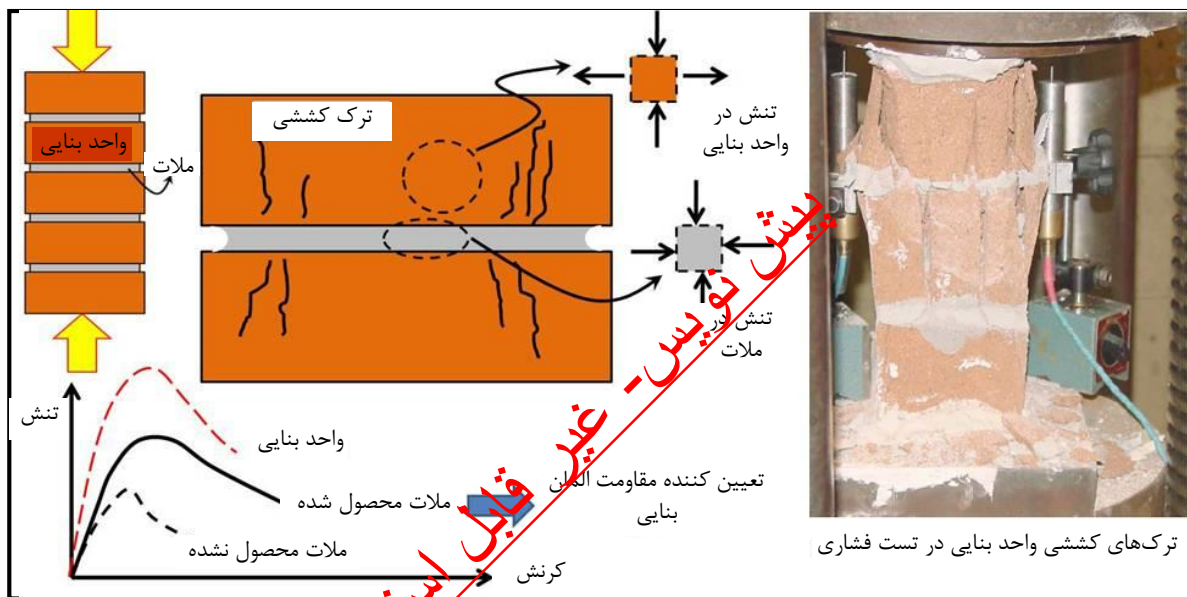 واحد بنایی
ملات
ترک کششی
تنش در
واحد بنایی
تنش در
ملات
تنش
واحد بنایی
ملات محصول شده
ملات محصول نشده
کرنش
تعیین کننده مقاومت المان
بنایی
ترک‌های کششی واحد بنایی در تست فشاری
پیش نویس- غیر قابل